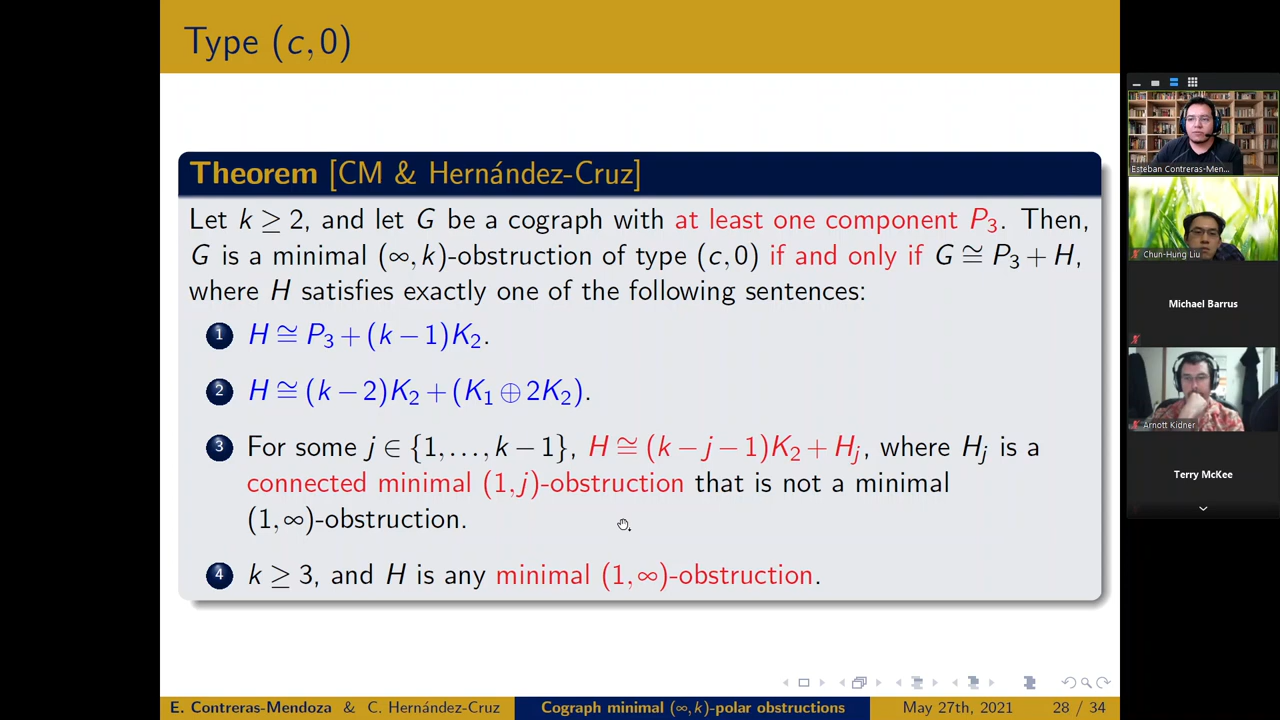 Type (c, 0)
Theorem [CM & Hernández-Cruz]
Let k ≥ 2, and let G be a cograph with at least one component P₃. Then,
G is a minimal (∞, k)-obstruction of type (c, 0) if and only if G ≅ P₃ + H,
where H satisfies exactly one of the following sentences:
1 H ≅ P₃ + (k − 1)K₂.
2 H ≅ (k − 2)K₂ + (K₁ ⊕ 2K₂).
3 For some j ∈ {1, . . . , k − 1}, H ≅ (k − j − 1)K₂ + Hⱼ, where Hⱼ is a
connected minimal (1, j)-obstruction that is not a minimal
(1, ∞)-obstruction.
4 k ≥ 3, and H is any minimal (1, ∞)-obstruction.
E. Contreras-Mendoza & C. Hernández-Cruz
Cograph minimal (∞, k)-polar obstructions
May 27th, 2021
28 / 34
Esteban Contreras-Men...
Chun-Hung Liu
Michael Barrus
Arnott Kidner
Terry McKee